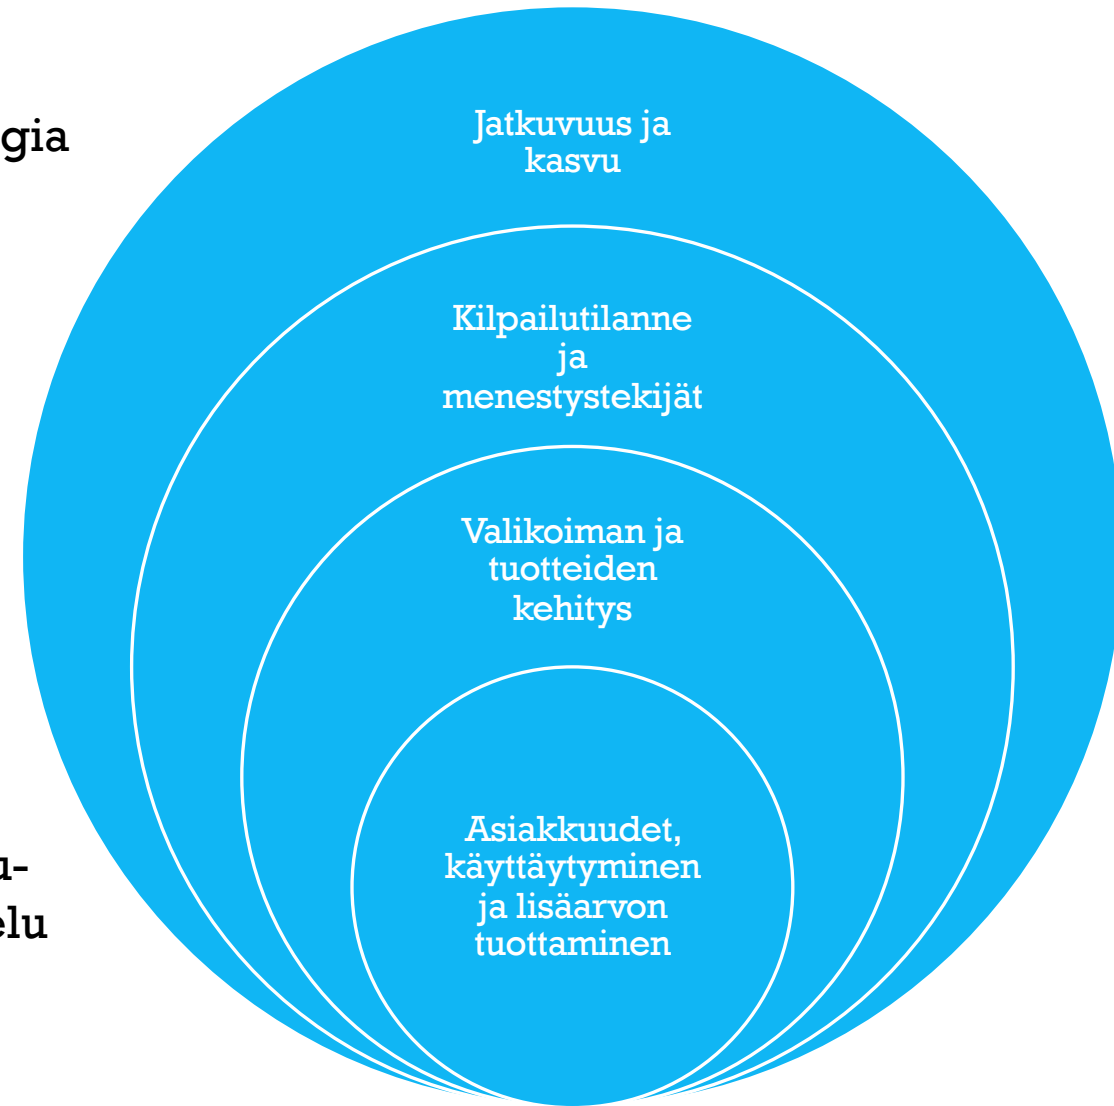 gia
Jatkuvuus ja
kasvu
Kilpailutilanne
ja
menestystekijät
Valikoiman ja
tuotteiden
kehitys
Asiakkuudet,
käyttäytyminen
ja lisäarvon
tuottaminen
u-
elu